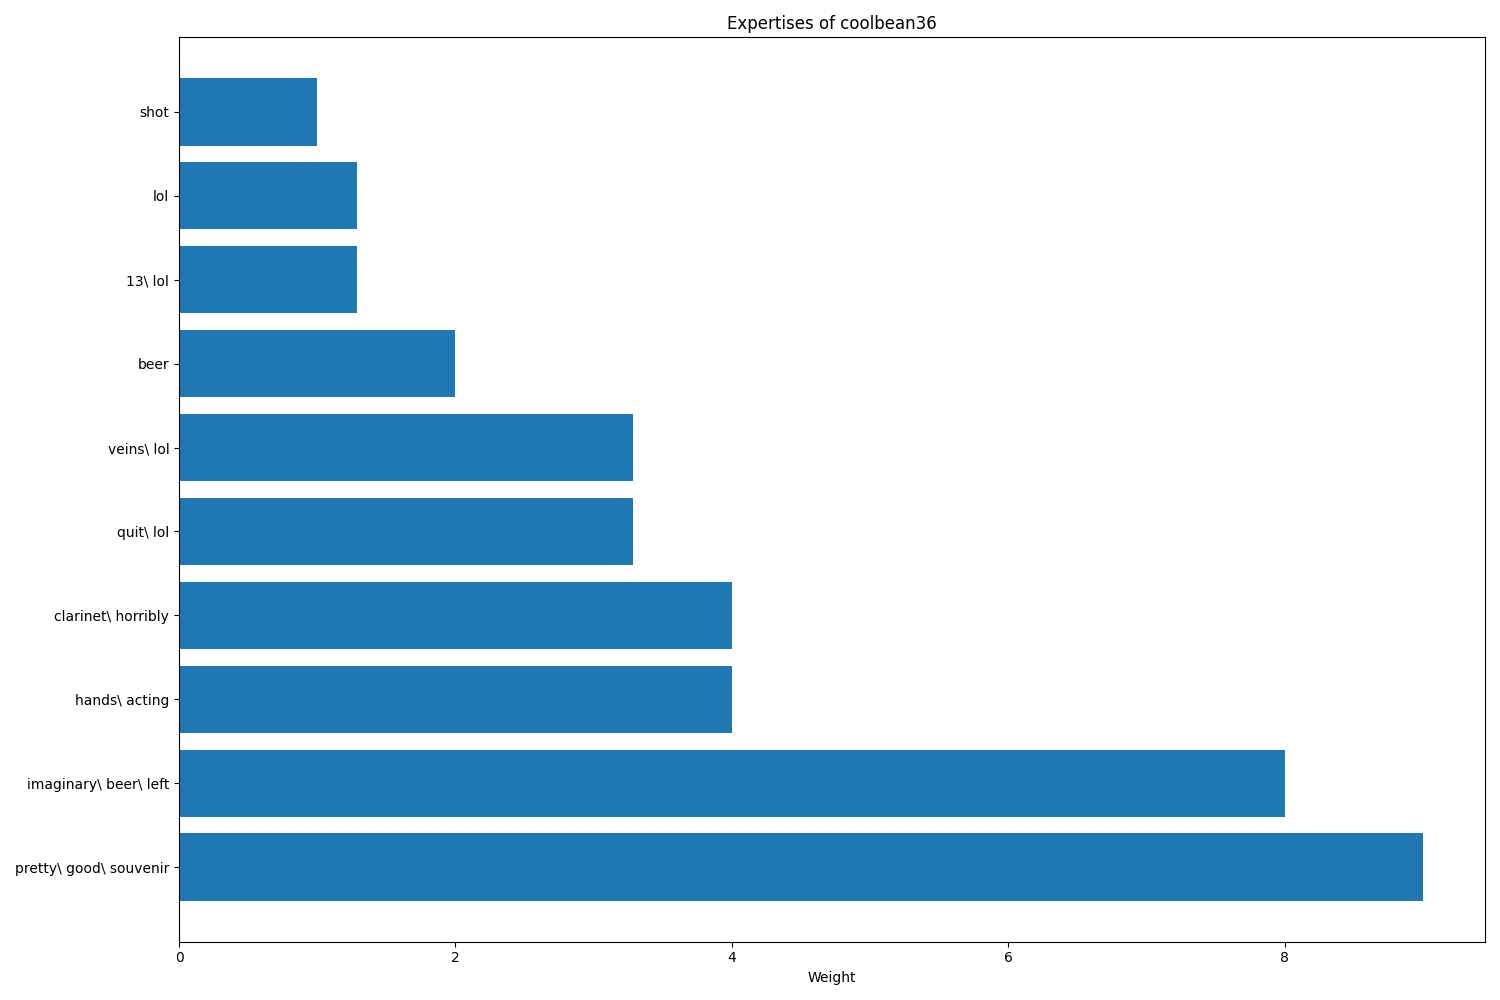 Expertises of coolbean36
shot
lol
13\ lol
beer
veins\ lol
quit\ lol
clarinet\ horribly
hands\ acting
imaginary\ beer\ left
pretty\ good\ souvenir
0 2 4 6 8
Weight